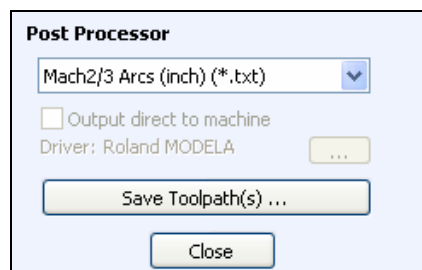 Post Processor
Mach2/3 Arcs (inch) (*.txt)
Output direct to machine
Driver: Roland MODELA ...
Save Toolpath(s) ...
Close